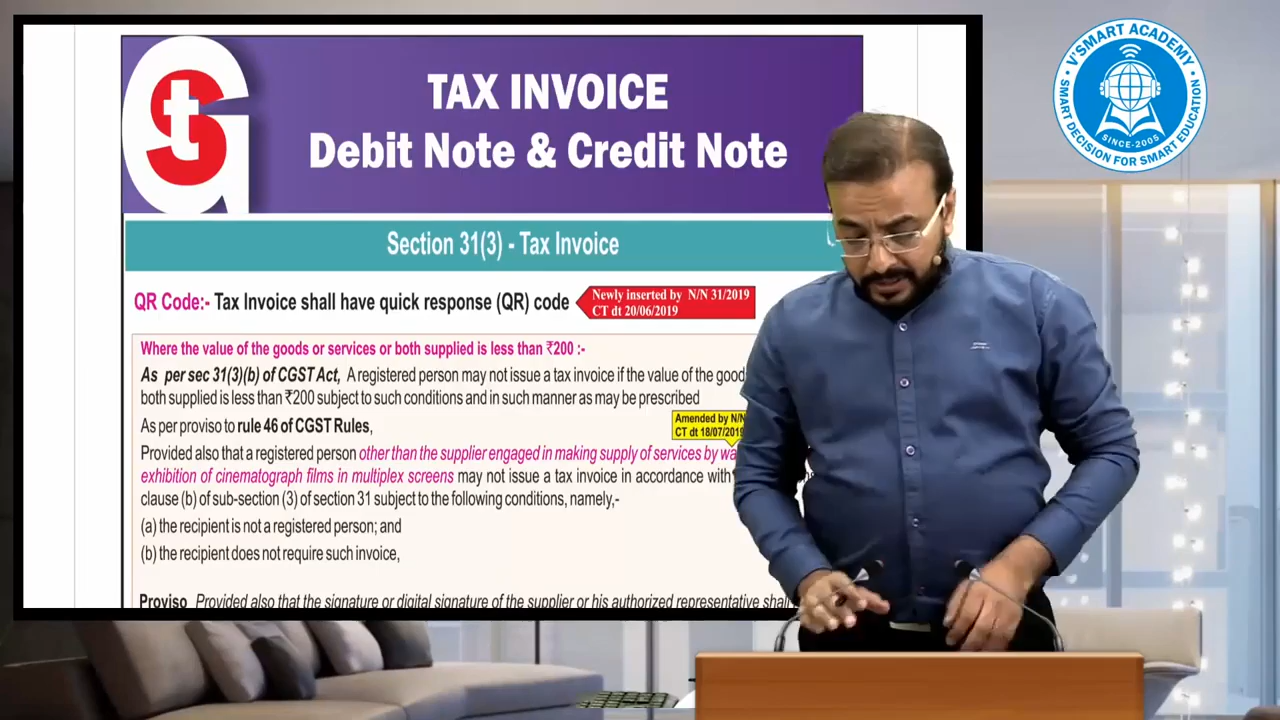 TAX INVOICE
Debit Note & Credit Note
Section 31(3) - Tax Invoice
QR Code:- Tax Invoice shall have quick response (QR) code
Newly inserted by N/N 31/2019
CT dt 20/06/2019
Where the value of the goods or services or both supplied is less than ₹200 :-
As per sec 31(3)(b) of CGST Act, A registered person may not issue a tax invoice if the value of the
both supplied is less than ₹200 subject to such conditions and in such manner as may be prescribed
As per proviso to rule 46 of CGST Rules,
Amended by N/N
CT dt 18/07/2019
Provided also that a registered person other than the supplier engaged in making supply of services by
exhibition of cinematograph films in multiplex screens may not issue a tax invoice in accordance with
clause (b) of sub-section (3) of section 31 subject to the following conditions, namely,-
(a) the recipient is not a registered person; and
(b) the recipient does not require such invoice,
Proviso Provided also that the signature or digital signature of the supplier or his authorized representative
V'SMART ACADEMY
SINCE-2005
SMART DECISION FOR SMART EDUCATION